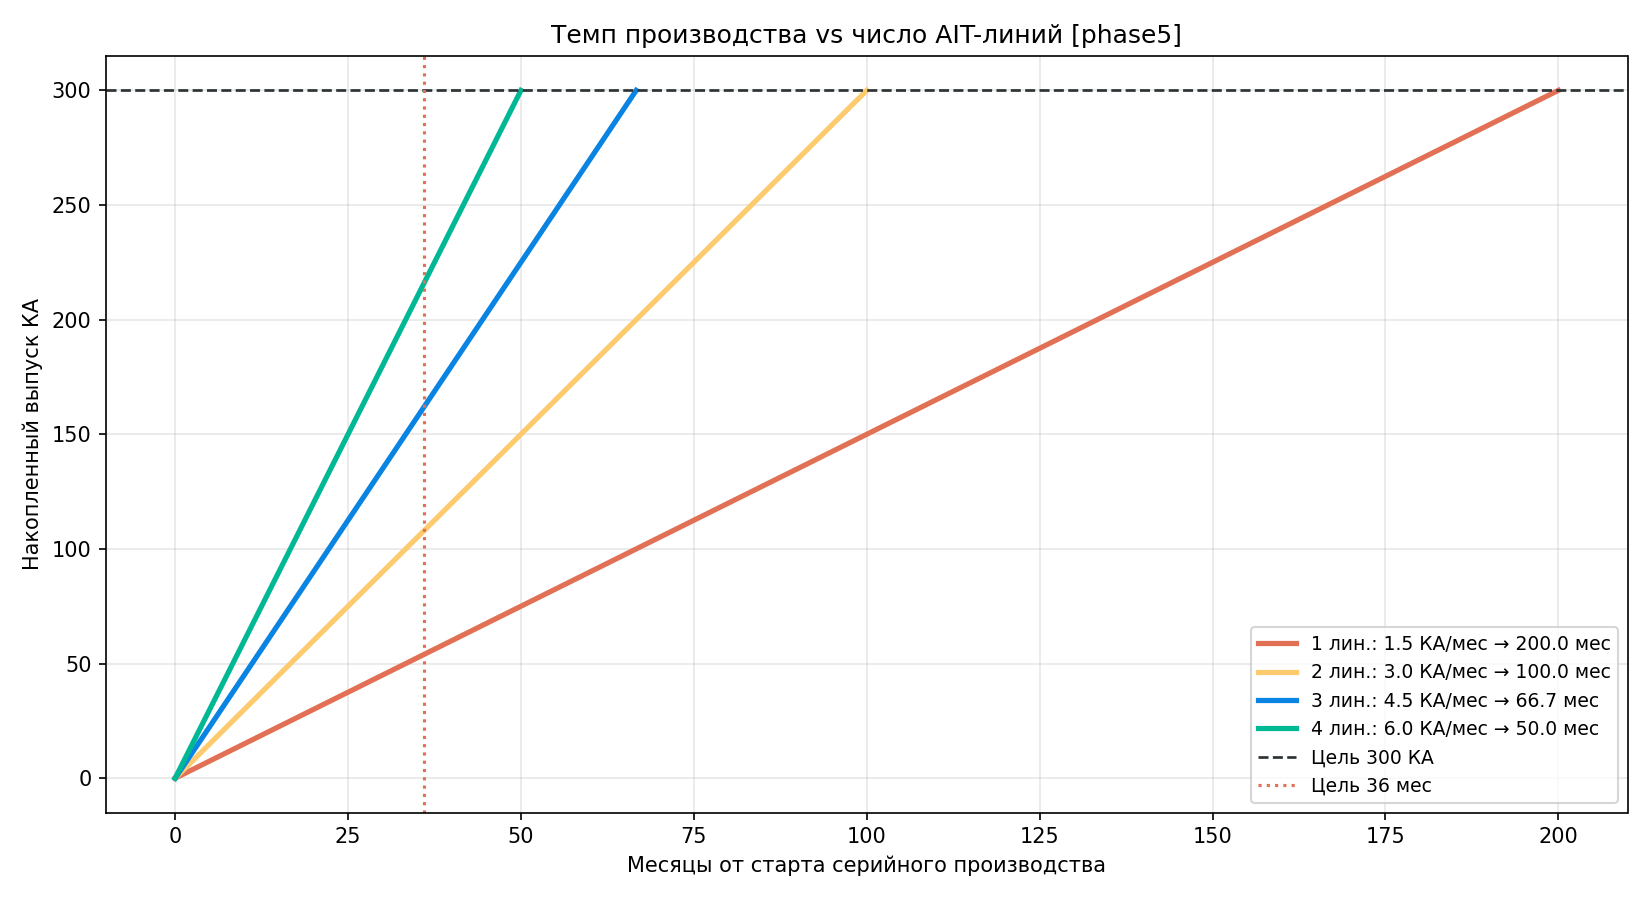 Темп производства vs число AIT-линий [phase5]
Накопленный выпуск КА
300
250
200
150
100
50
0
1 лин.: 1.5 КА/мес → 200.0 мес
2 лин.: 3.0 КА/мес → 100.0 мес
3 лин.: 4.5 КА/мес → 66.7 мес
4 лин.: 6.0 КА/мес → 50.0 мес
Цель 300 КА
Цель 36 мес
0 25 50 75 100 125 150 175 200
Месяцы от старта серийного производства